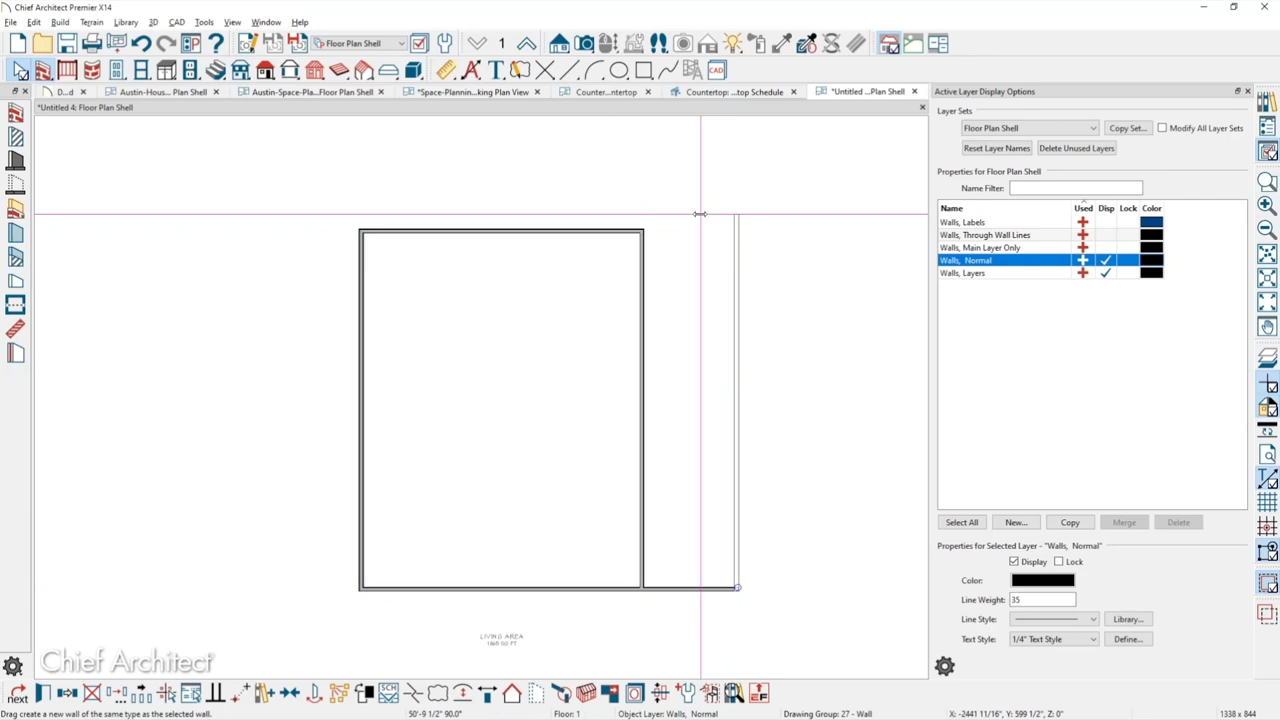 Chief Architect Premier X14
File Edit Build Terrain Library 3D CAD Tools View Window Help
Floor Plan Shell 1
CAD
D...d Austin-Hous... Plan Shell Austin-Space-Pla...Floor Plan Shell *Space-Plannin...king Plan View Counter...ntertop Countertop: ...top Schedule *Untitled ...Plan Shell
Active Layer Display Options
*Untitled 4: Floor Plan Shell
Layer Sets
Floor Plan Shell Copy Set... Modify All Layer Sets
Reset Layer Names Delete Unused Layers
Properties for Floor Plan Shell
Name Filter:
Name Used Disp Lock Color
Walls, Labels
Walls, Through Wall Lines
Walls, Main Layer Only
Walls, Normal
Walls, Layers
Select All New... Copy Merge Delete
Properties for Selected Layer - "Walls, Normal"
Display Lock
Color:
Line Weight: 35
Line Style: Library...
Text Style: 1/4" Text Style Define...
LIVING AREA
1865 SQ FT
Chief Architect
next SCH
Drag create a new wall of the same type as the selected wall. 50'-9 1/2" 90.0° Floor: 1 Object Layer: Walls, Normal Drawing Group: 27 - Wall X: -2441 11/16", Y: 599 1/2", Z: 0" 1338 x 844